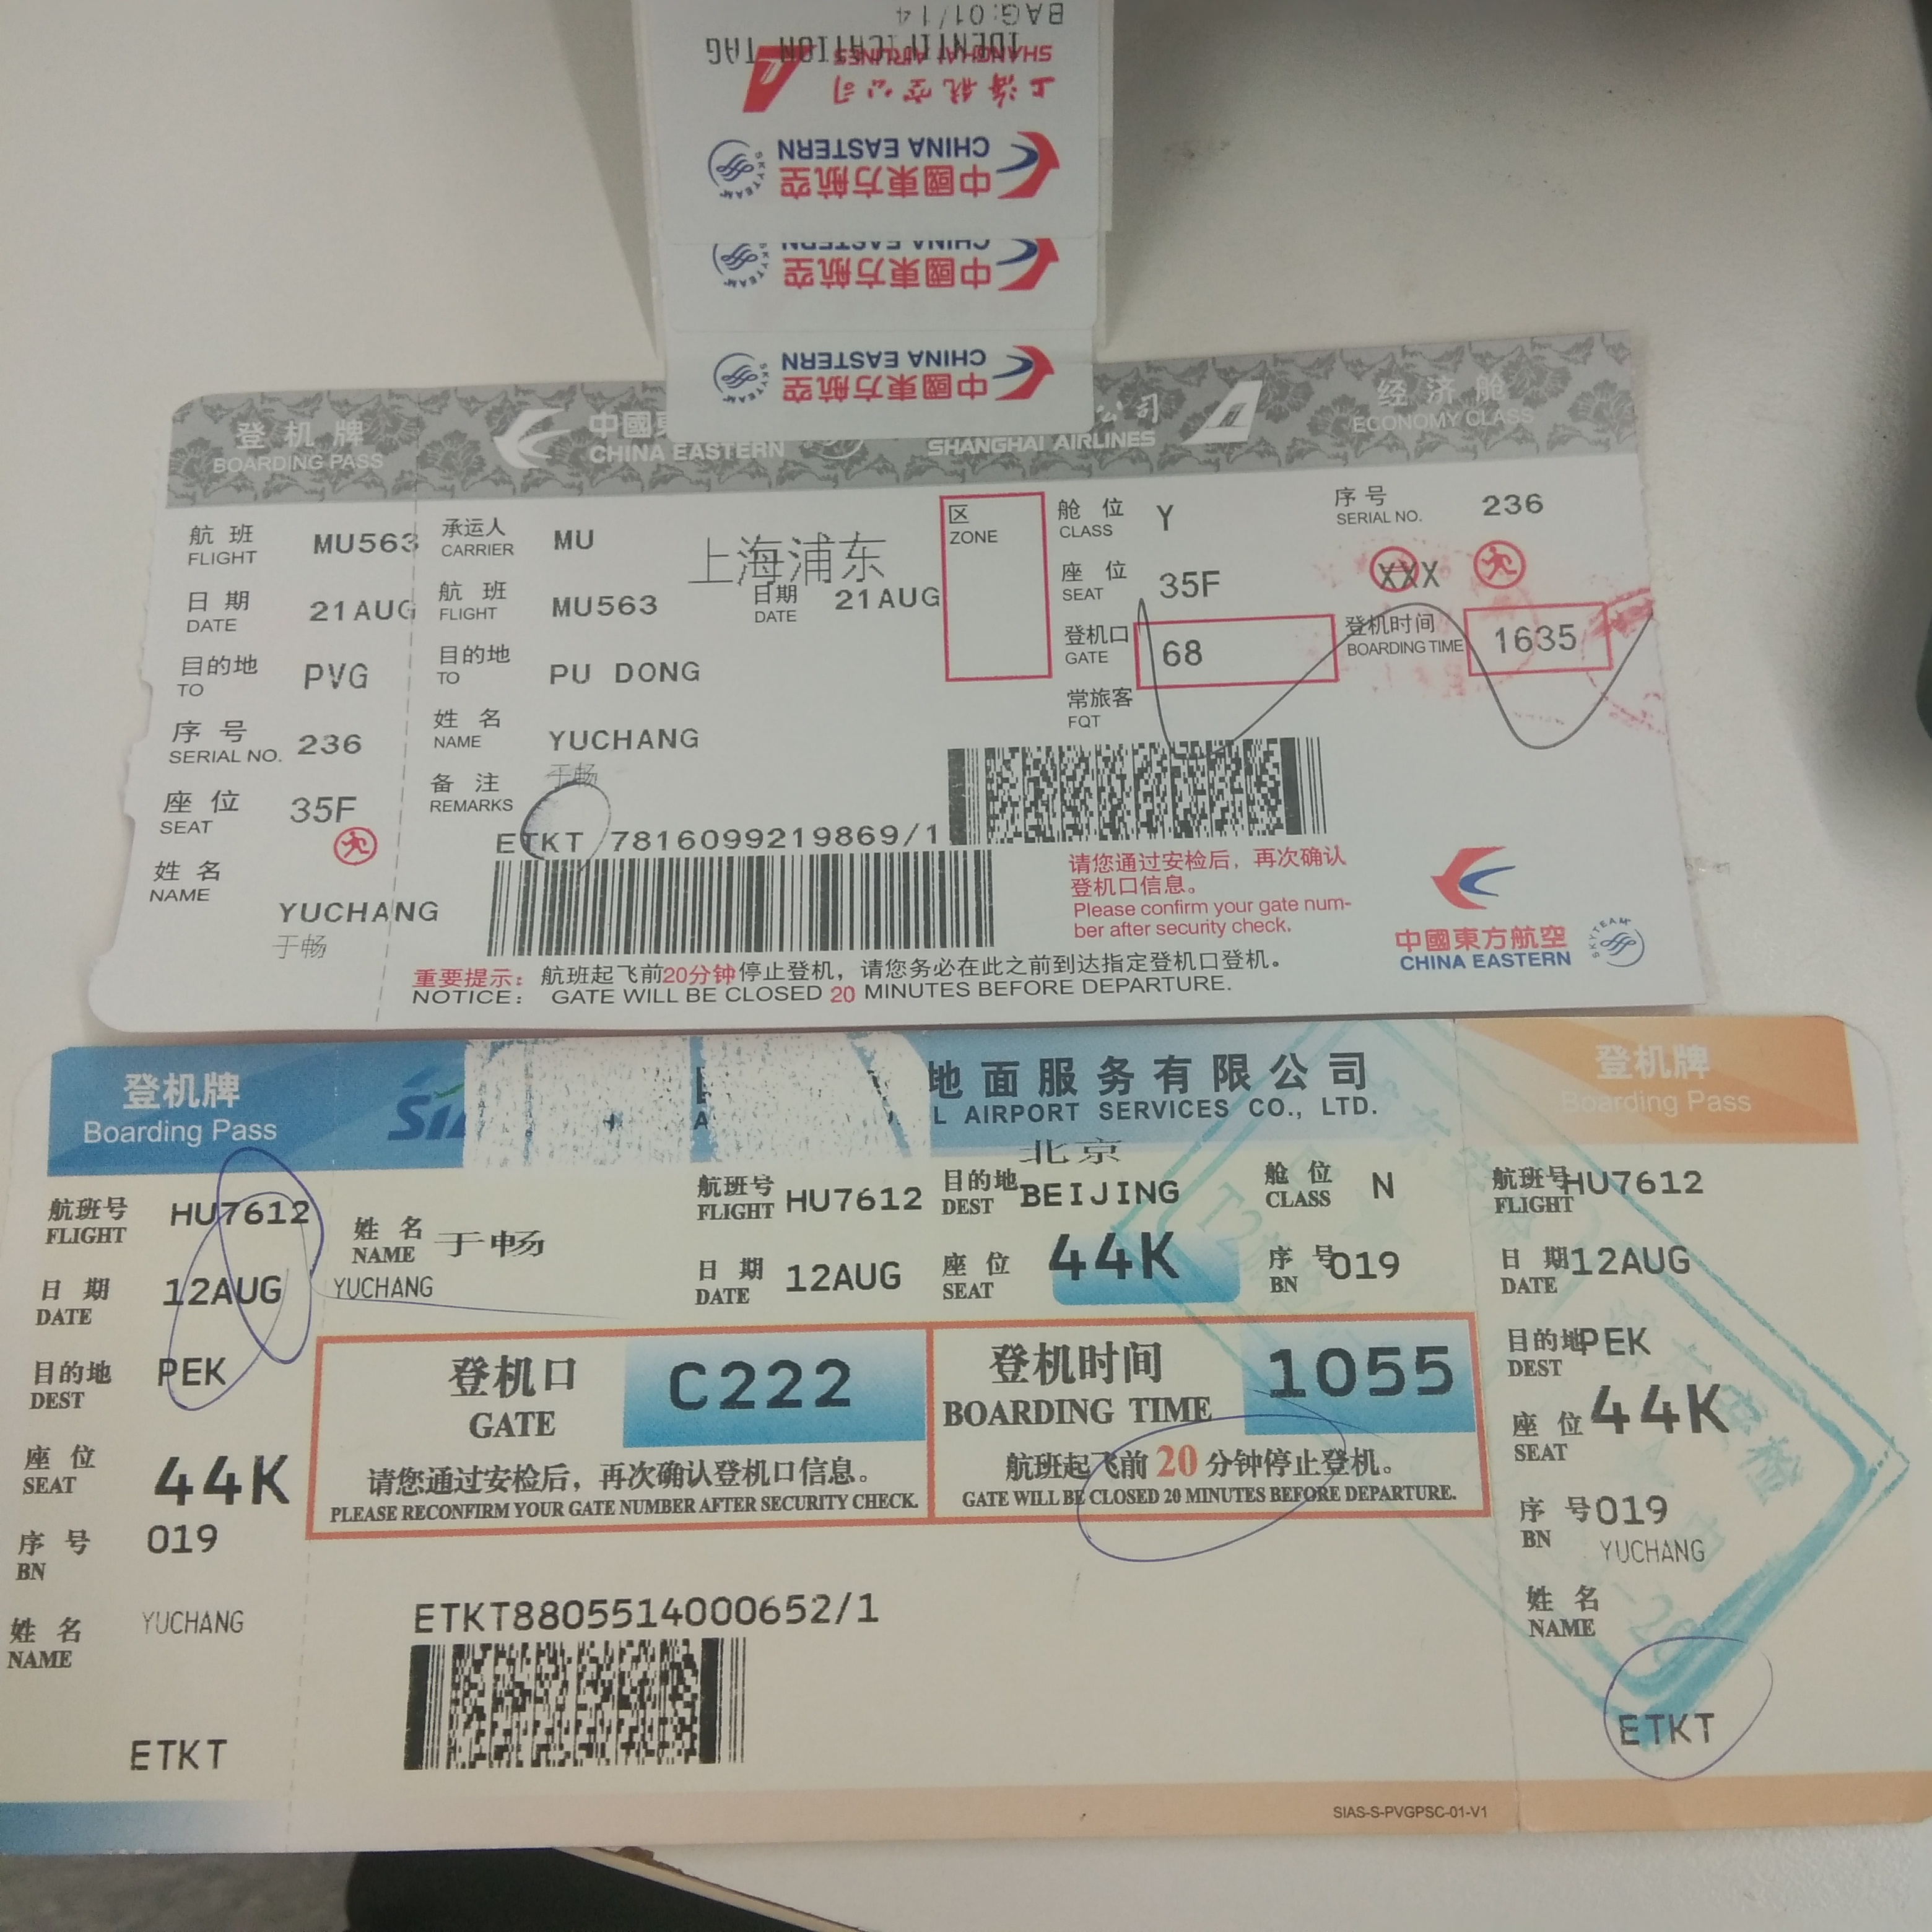 BAG:01/14
IDENTIFICATION TAG
SHANGHAI AIRLINES
上海航空公司
CHINA EASTERN
中國東方航空
SKYTEAM
CHINA EASTERN
中國東方航空
CHINA EASTERN
中國東方航空
SKYTEAM
登机牌
BOARDING PASS
中國
CHINA EASTERN
公司
SHANGHAI AIRLINES
经济舱
ECONOMY CLASS
航班 FLIGHT MU563
日期 DATE 21AUG
目的地 TO PVG
序号 SERIAL NO. 236
座位 SEAT 35F
姓名 NAME
YUCHANG
于畅
承运人 CARRIER MU
上海浦东
航班 FLIGHT MU563
日期 DATE 21AUG
目的地 TO PU DONG
姓名 NAME YUCHANG
于畅
备注 REMARKS
ETKT 7816099219869/1
区 ZONE
舱位 CLASS Y
序号 SERIAL NO. 236
座位 SEAT 35F
XXX
登机口 GATE 68
登机时间 BOARDING TIME 1635
常旅客 FQT
请您通过安检后，再次确认
登机口信息。
Please confirm your gate num-
ber after security check.
中國東方航空
CHINA EASTERN
SKYTEAM
重要提示：航班起飞前20分钟停止登机，请您务必在此之前到达指定登机口登机。
NOTICE: GATE WILL BE CLOSED 20 MINUTES BEFORE DEPARTURE.
登机牌
Boarding Pass
地面服务有限公司
L AIRPORT SERVICES CO., LTD.
登机牌
Boarding Pass
航班号 FLIGHT HU7612
日期 DATE 12AUG
目的地 DEST PEK
座位 SEAT 44K
序号 BN 019
姓名 NAME YUCHANG
ETKT
姓名 NAME 于畅
YUCHANG
航班号 FLIGHT HU7612
北京
目的地 DEST BEIJING
舱位 CLASS N
日期 DATE 12AUG
座位 SEAT 44K
序号 BN 019
登机口 GATE C222
请您通过安检后，再次确认登机口信息。
PLEASE RECONFIRM YOUR GATE NUMBER AFTER SECURITY CHECK.
登机时间 BOARDING TIME 1055
航班起飞前 20 分钟停止登机。
GATE WILL BE CLOSED 20 MINUTES BEFORE DEPARTURE.
ETKT8805514000652/1
航班号 FLIGHT HU7612
日期 DATE 12AUG
目的地 DEST PEK
座位 SEAT 44K
序号 BN 019
YUCHANG
姓名 NAME
ETKT
SIAS-S-PVGPSC-01-V1